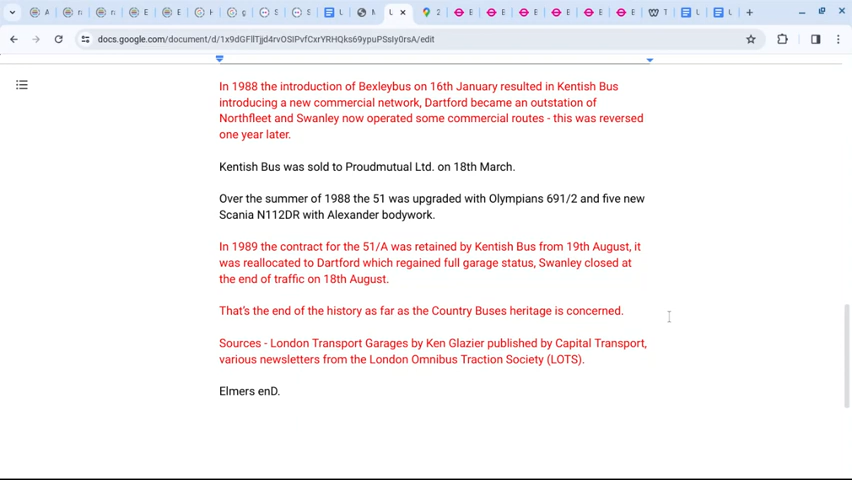 A
n
n
E
E
H
g
S
S
L
M
L
2
E
E
E
E
E
E
T
L
L
docs.google.com/document/d/1x9dGFllTjjd4rvOSIPvfCxrYRHQks69ypuPSsIy0rsA/edit
In 1988 the introduction of Bexleybus on 16th January resulted in Kentish Bus
introducing a new commercial network, Dartford became an outstation of
Northfleet and Swanley now operated some commercial routes - this was reversed
one year later.
Kentish Bus was sold to Proudmutual Ltd. on 18th March.
Over the summer of 1988 the 51 was upgraded with Olympians 691/2 and five new
Scania N112DR with Alexander bodywork.
In 1989 the contract for the 51/A was retained by Kentish Bus from 19th August, it
was reallocated to Dartford which regained full garage status, Swanley closed at
the end of traffic on 18th August.
That's the end of the history as far as the Country Buses heritage is concerned.
Sources - London Transport Garages by Ken Glazier published by Capital Transport,
various newsletters from the London Omnibus Traction Society (LOTS).
Elmers enD.